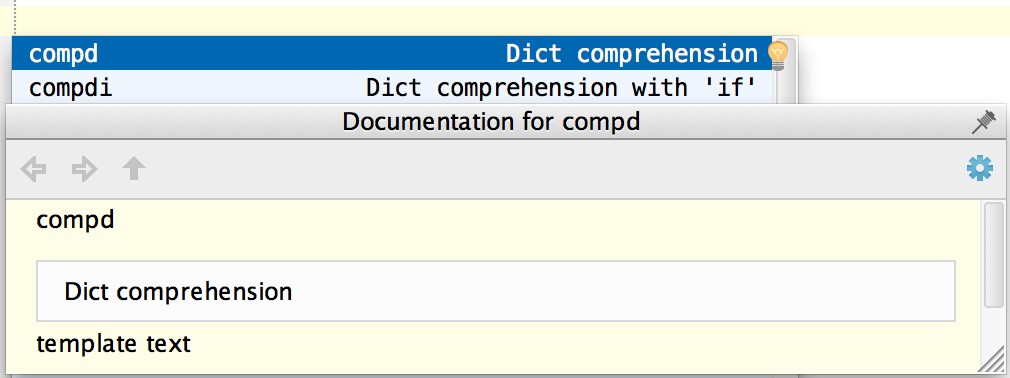 compd Dict comprehension
compdi Dict comprehension with 'if'
Documentation for compd
compd
Dict comprehension
template text